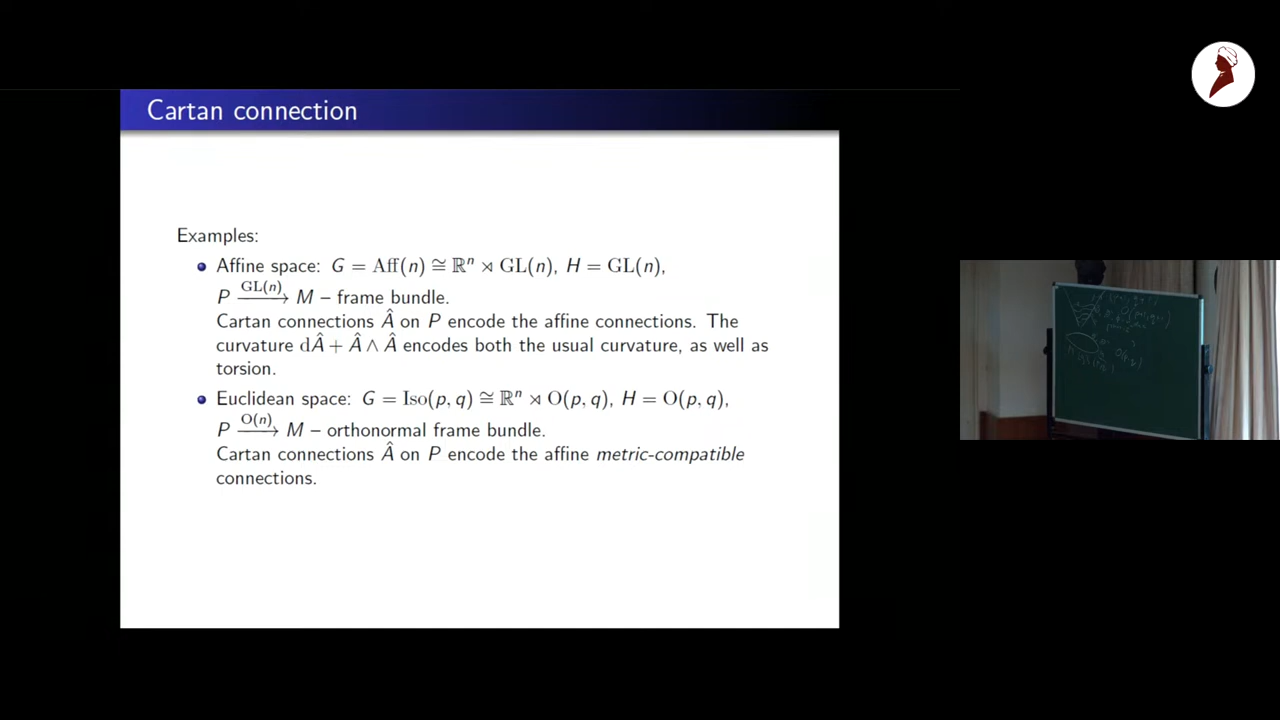 Cartan connection
Examples:
• Affine space: G = Aff(n) ≅ ℝⁿ ⋊ GL(n), H = GL(n),
P —GL(n)→ M – frame bundle.
Cartan connections Â on P encode the affine connections. The
curvature dÂ + Â ∧ Â encodes both the usual curvature, as well as
torsion.
• Euclidean space: G = Iso(p, q) ≅ ℝⁿ ⋊ O(p, q), H = O(p, q),
P —O(n)→ M – orthonormal frame bundle.
Cartan connections Â on P encode the affine metric-compatible
connections.